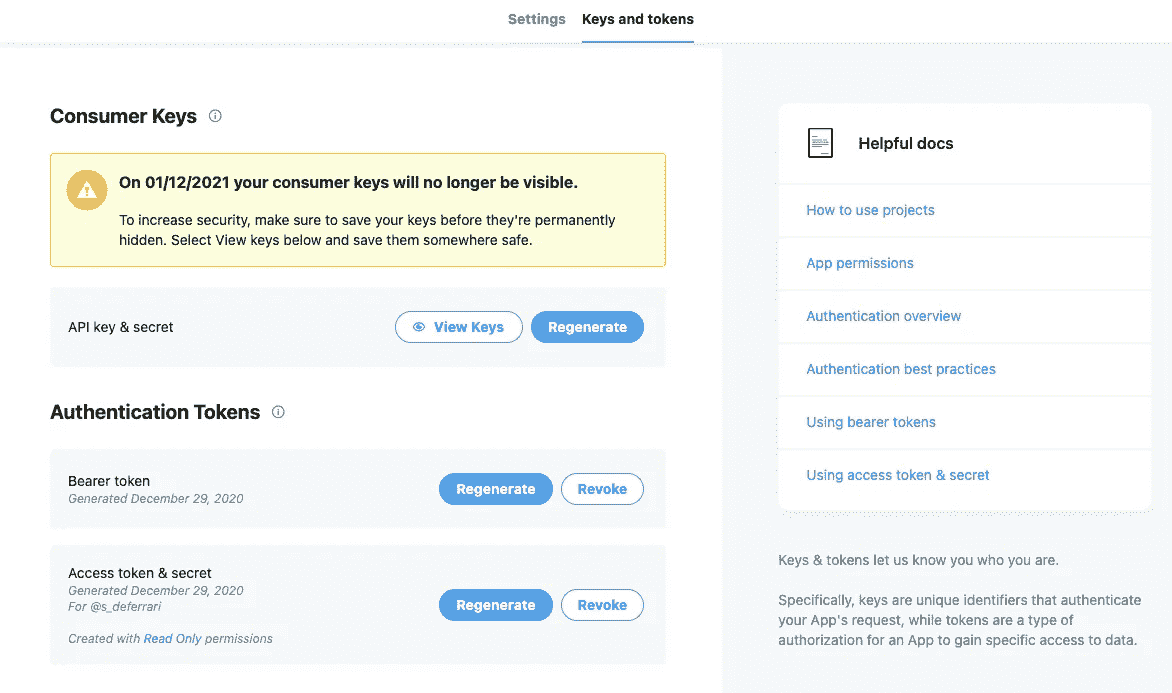 Settings Keys and tokens
Consumer Keys
On 01/12/2021 your consumer keys will no longer be visible.
To increase security, make sure to save your keys before they're permanently
hidden. Select View keys below and save them somewhere safe.
API key & secret View Keys Regenerate
Authentication Tokens
Bearer token
Generated December 29, 2020
Regenerate Revoke
Access token & secret
Generated December 29, 2020
For @s_deferrari
Regenerate Revoke
Created with Read Only permissions
Helpful docs
How to use projects
App permissions
Authentication overview
Authentication best practices
Using bearer tokens
Using access token & secret
Keys & tokens let us know you who you are.
Specifically, keys are unique identifiers that authenticate
your App's request, while tokens are a type of
authorization for an App to gain specific access to data.